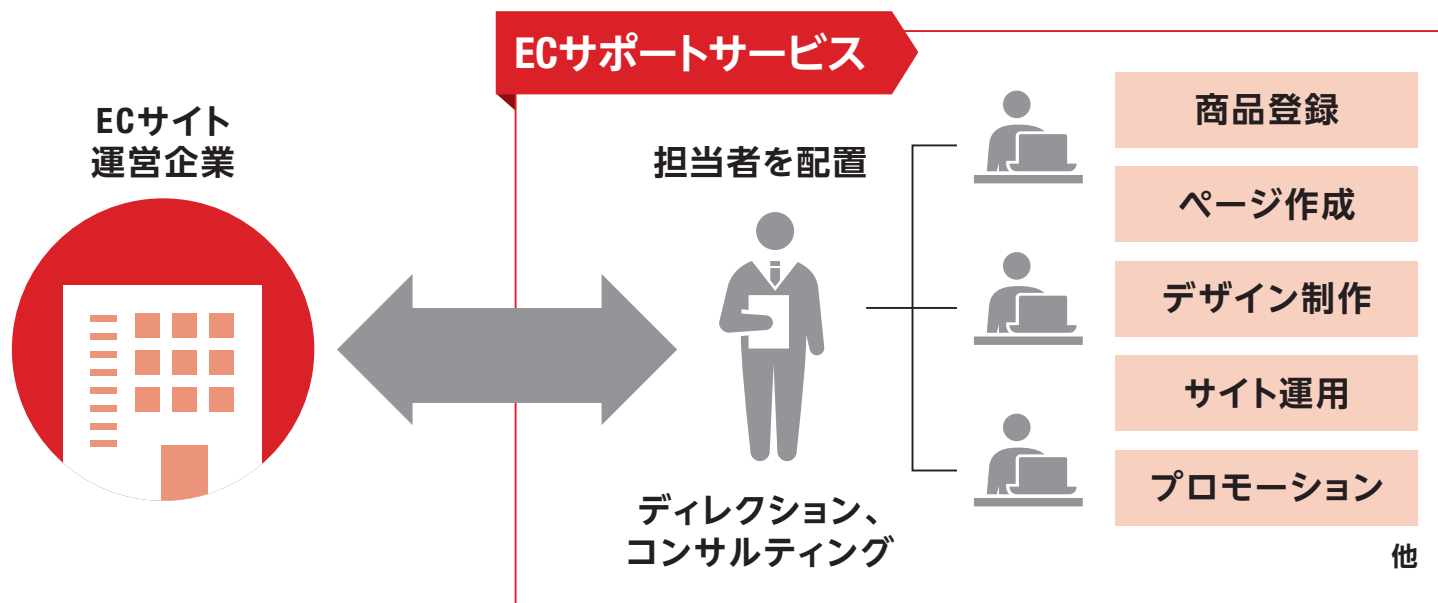 ECサポートサービス
ECサイト
運営企業
担当者を配置
ディレクション、
コンサルティング
商品登録
ページ作成
デザイン制作
サイト運用
プロモーション
他